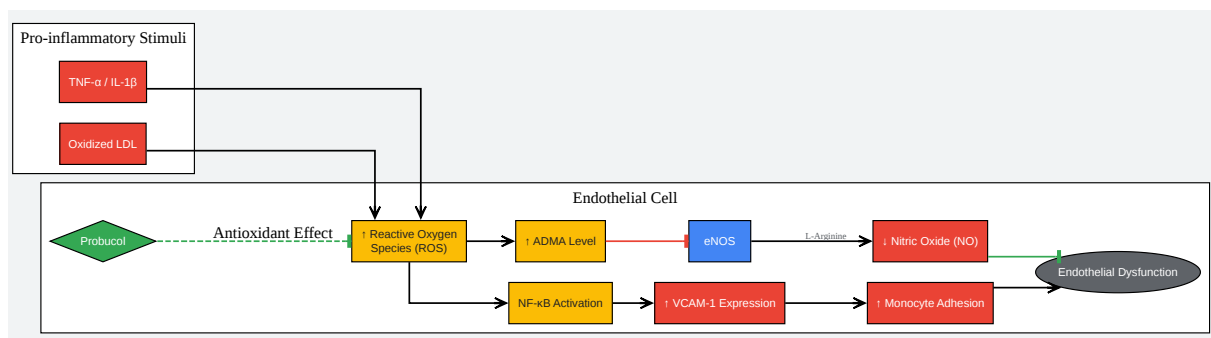 Pro-inflammatory Stimuli
TNF-α / IL-1β
Oxidized LDL
Endothelial Cell
Probucol
Antioxidant Effect
↑ Reactive Oxygen
Species (ROS)
↑ ADMA Level
eNOS
L-Arginine
↓ Nitric Oxide (NO)
Endothelial Dysfunction
NF-κB Activation
↑ VCAM-1 Expression
↑ Monocyte Adhesion